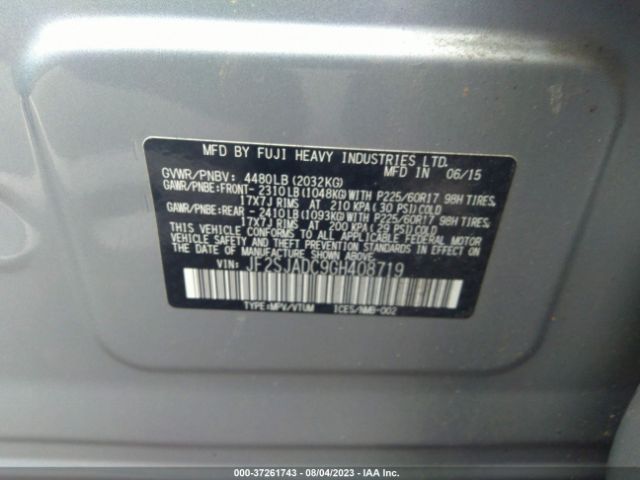 MFD BY FUJI HEAVY INDUSTRIES LTD.
GVWR/PNBV: 4480LB (2032KG) MFD IN 06/15
GAWR/PNBE:FRONT- 2310LB (1048KG) WITH P225/60R17 98H TIRES,
17X7J RIMS AT 210 KPA ( 30 PSI) COLD
GAWR/PNBE:REAR - 2410LB (1093KG) WITH P225/60R17 98H TIRES,
17X7J RIMS AT 200 KPA ( 29 PSI) COLD
THIS VEHICLE CONFORMS TO ALL APPLICABLE FEDERAL MOTOR
VEHICLE SAFETY, BUMPER, AND THEFT PREVENTION STANDARDS
IN EFFECT ON THE DATE OF MANUFACTURE SHOWN ABOVE.
VIN: JF2SJADC9GH408719
TYPE:MPV/VTUM ICES/NMB-002
000-37261743 - 08/04/2023 - IAA Inc.